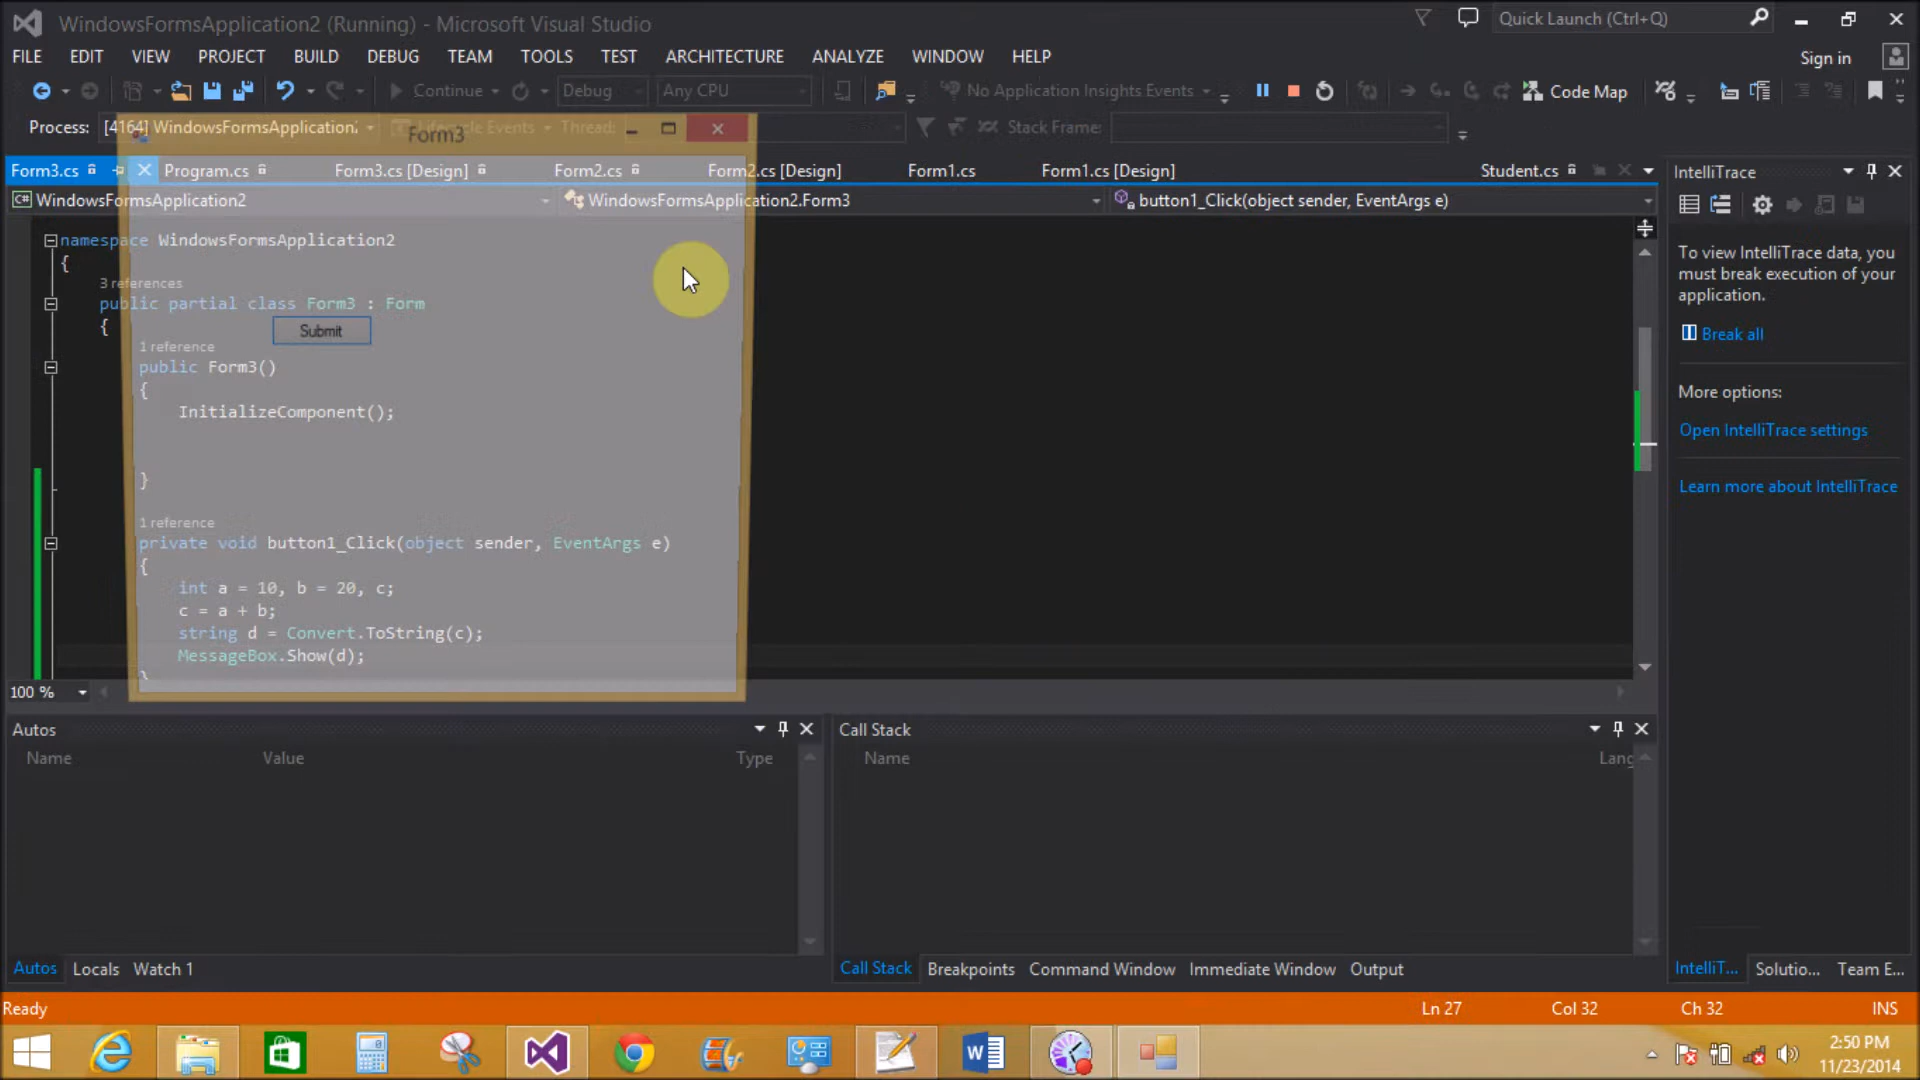 WindowsFormsApplication2 (Running) - Microsoft Visual Studio
Quick Launch (Ctrl+Q)
FILE EDIT VIEW PROJECT BUILD DEBUG TEAM TOOLS TEST ARCHITECTURE ANALYZE WINDOW HELP
Sign in
Continue Debug Any CPU No Application Insights Events Code Map
Process: [4164] WindowsFormsApplication Lifecycle Events Thread: Stack Frame:
Form3
Form3.cs Program.cs Form3.cs [Design] Form2.cs Form2.cs [Design] Form1.cs Form1.cs [Design] Student.cs
IntelliTrace
WindowsFormsApplication2 WindowsFormsApplication2.Form3 button1_Click(object sender, EventArgs e)
namespace WindowsFormsApplication2
{
3 references
public partial class Form3 : Form
{
Submit
1 reference
public Form3()
{
InitializeComponent();
}
1 reference
private void button1_Click(object sender, EventArgs e)
{
int a = 10, b = 20, c;
c = a + b;
string d = Convert.ToString(c);
MessageBox.Show(d);
}
100 %
To view IntelliTrace data, you
must break execution of your
application.
Break all
More options:
Open IntelliTrace settings
Learn more about IntelliTrace
Autos
Name Value Type
Call Stack
Name Lang
Autos Locals Watch 1
Call Stack Breakpoints Command Window Immediate Window Output
IntelliT... Solutio... Team E...
Ready Ln 27 Col 32 Ch 32 INS
2:50 PM
11/23/2014